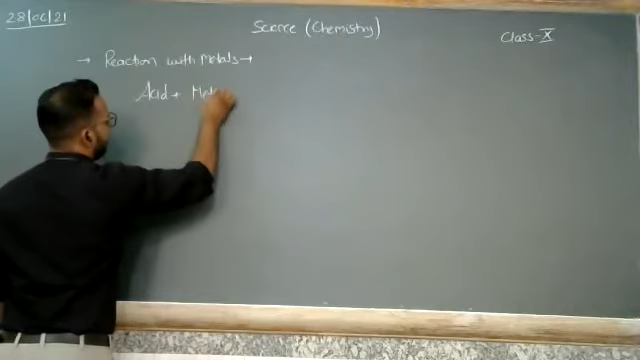 28/06/21
Science (Chemistry)
Class-X
→ Reaction with Metals →
Acid + Met